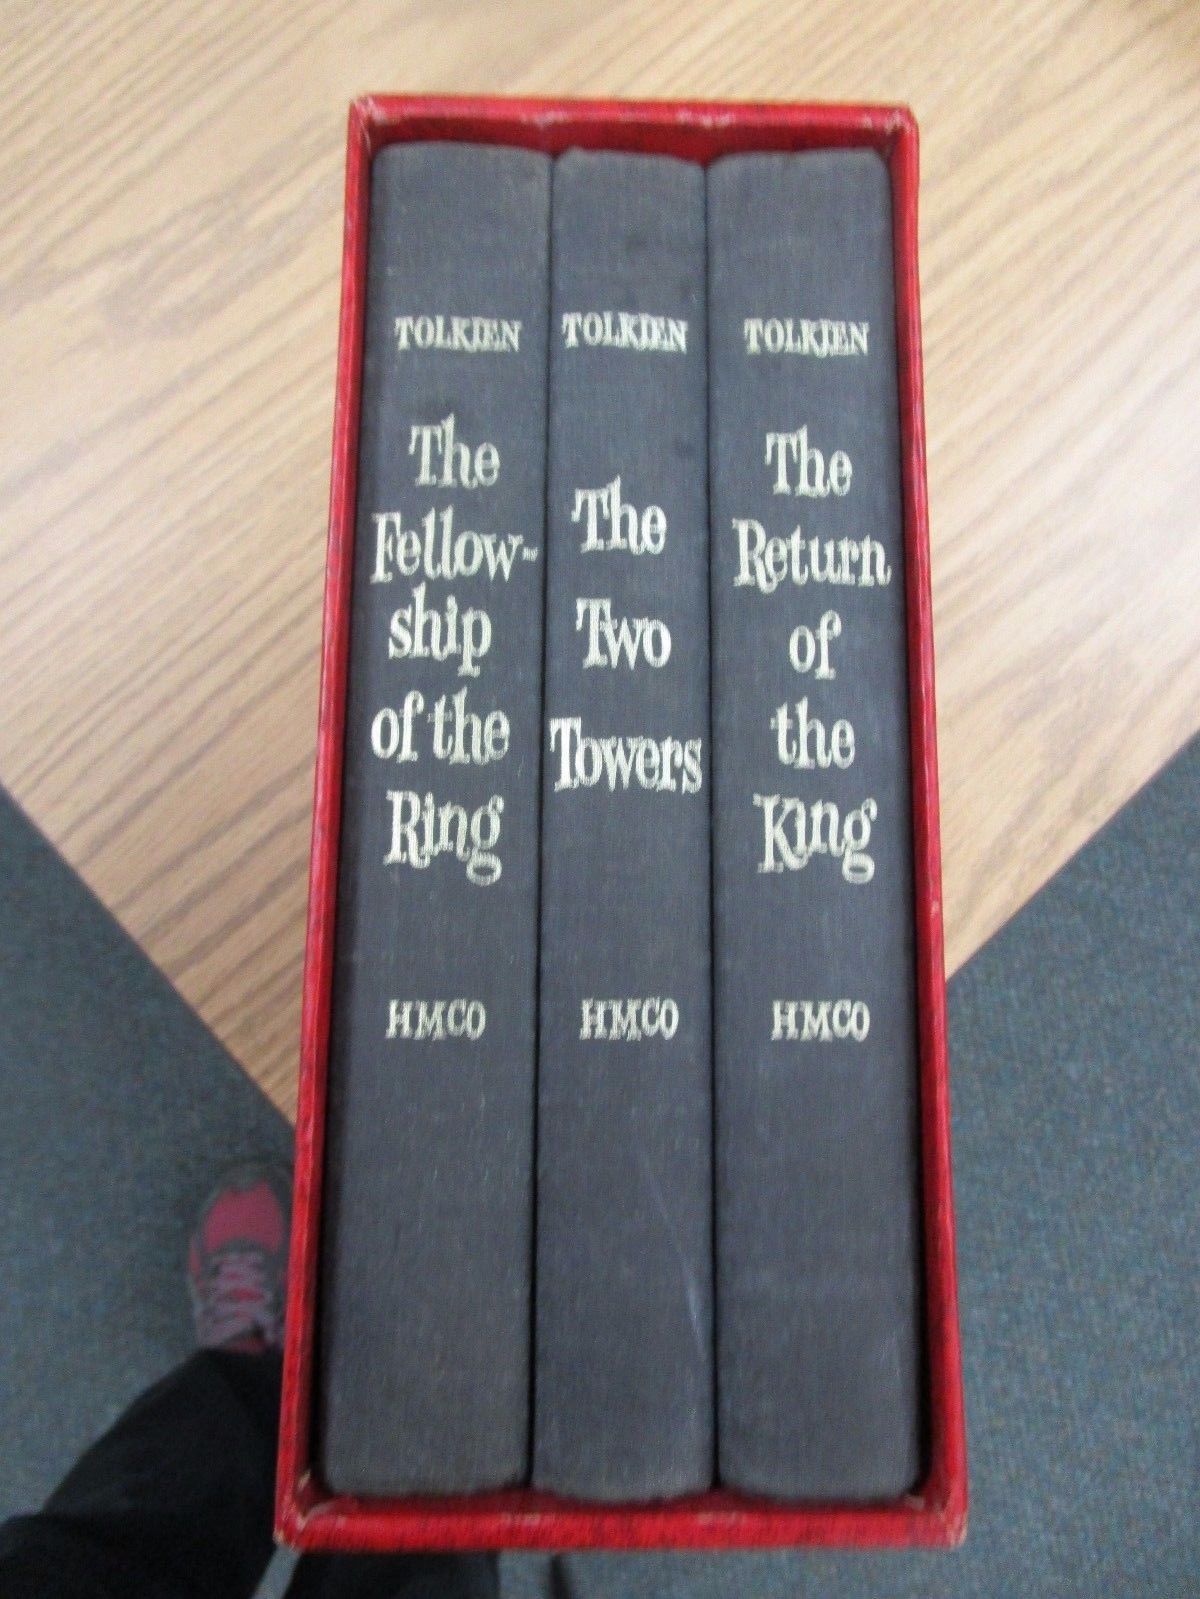 TOLKIEN
The
Fellow-
ship
of the
Ring
HMCO
TOLKIEN
The
Two
Towers
HMCO
TOLKIEN
The
Return
of
the
King
HMCO